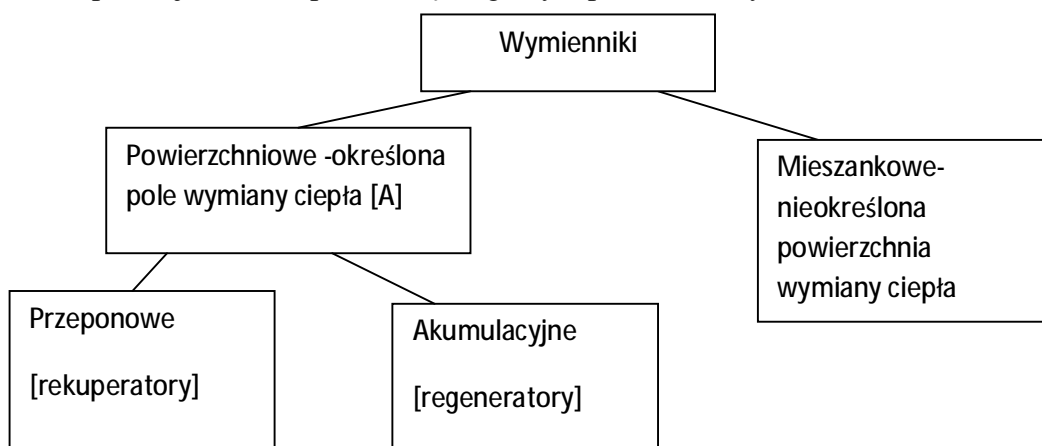 Wymienniki
Powierzchniowe -określona
pole wymiany ciepła [A]
Mieszankowe-
nieokreślona
powierzchnia
wymiany ciepła
Przeponowe
[rekuperatory]
Akumulacyjne
[regeneratory]